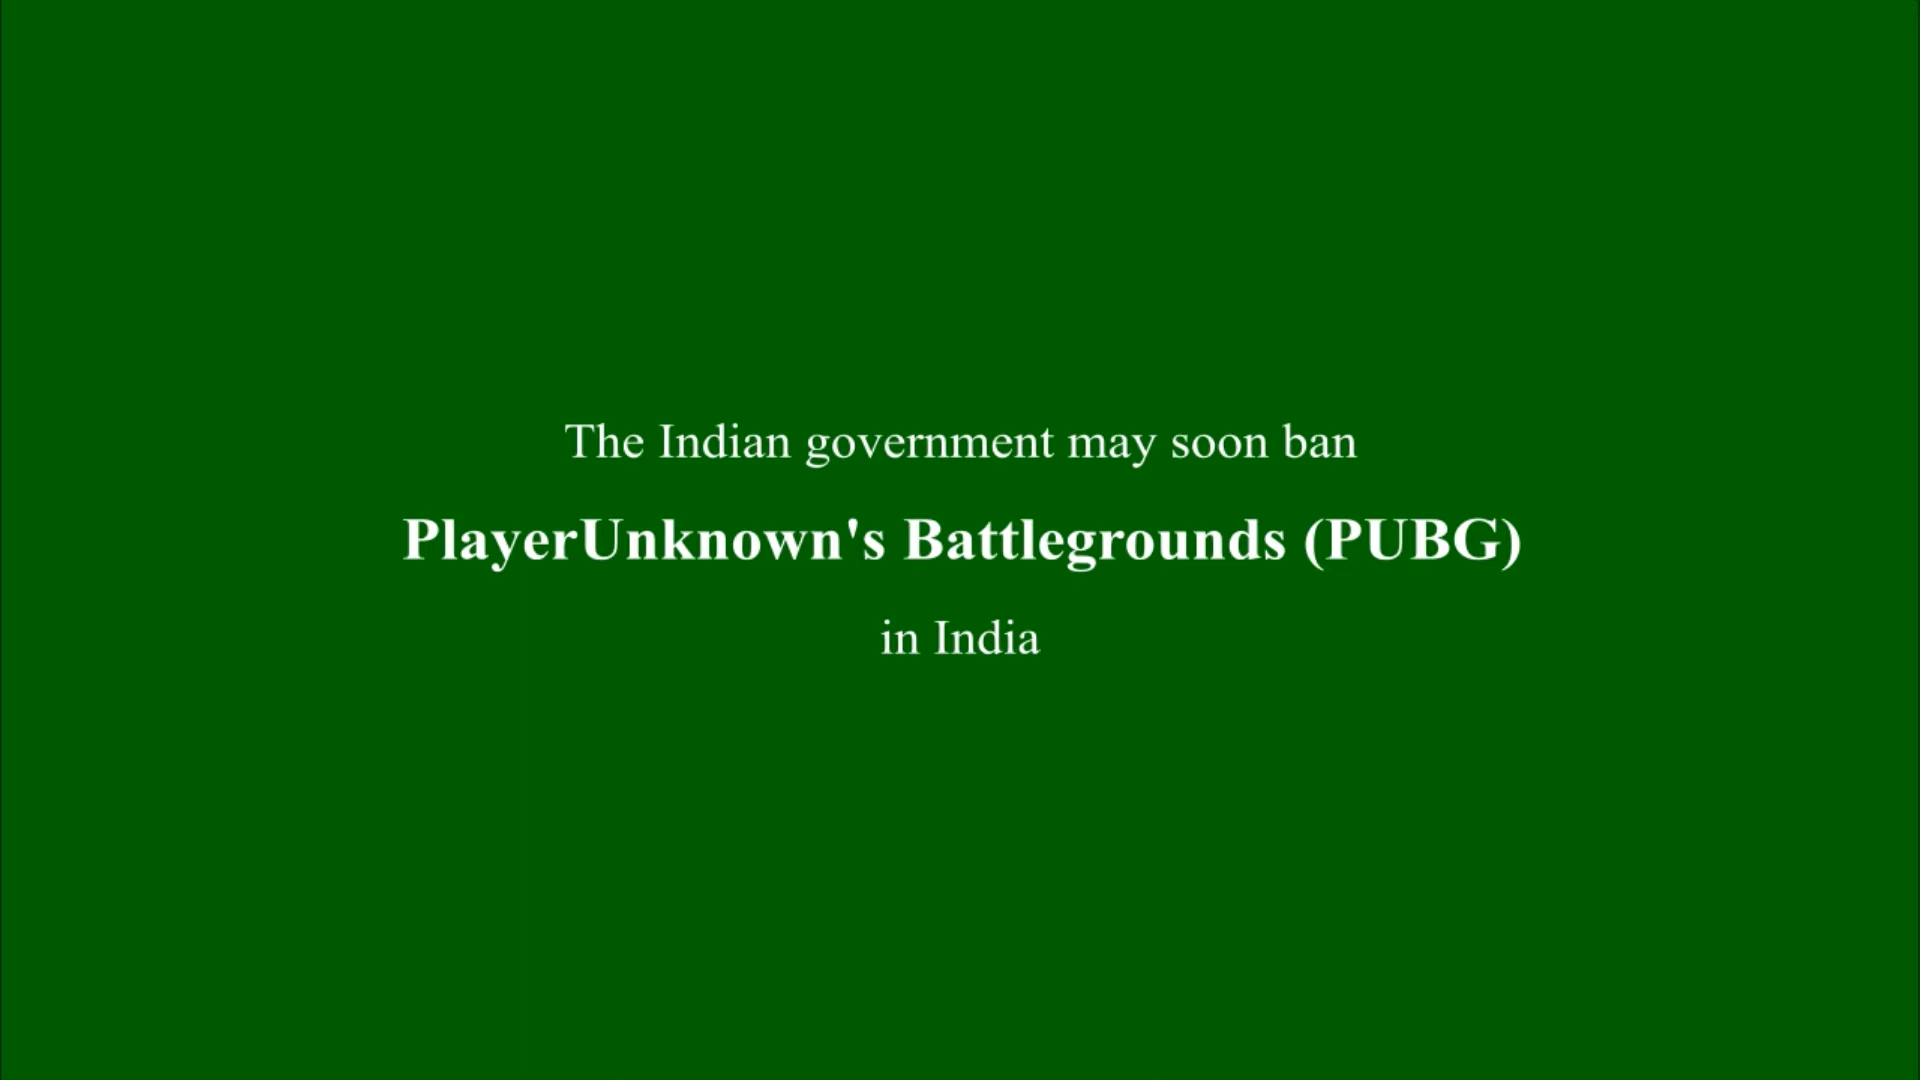 The Indian government may soon ban
PlayerUnknown's Battlegrounds (PUBG)
in India